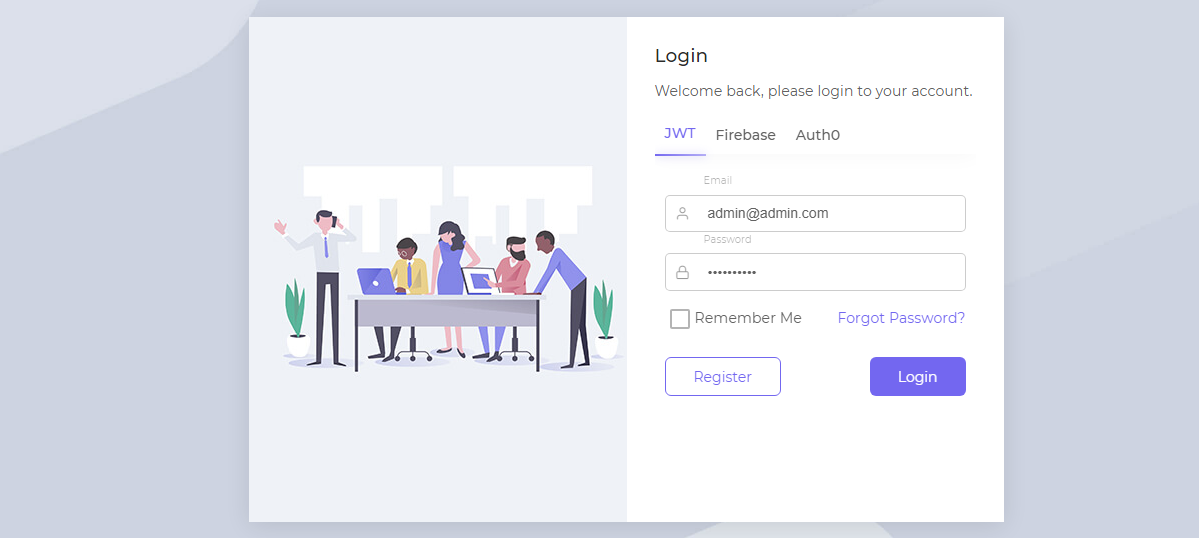 Login
Welcome back, please login to your account.
JWT Firebase Auth0
Email
admin@admin.com
Password
••••••••••
Remember Me Forgot Password?
Register Login